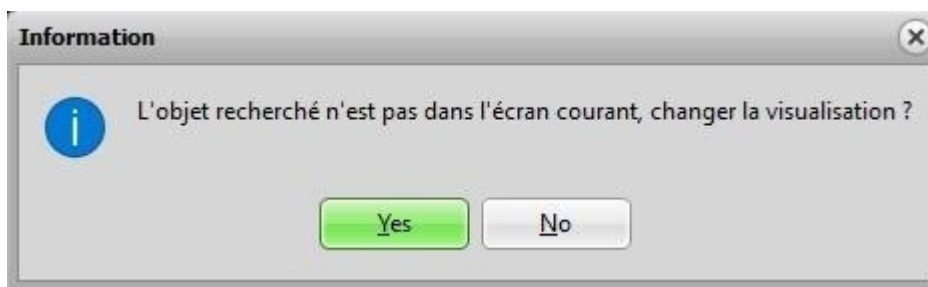 Information
L'objet recherché n'est pas dans l'écran courant, changer la visualisation ?
Yes
No